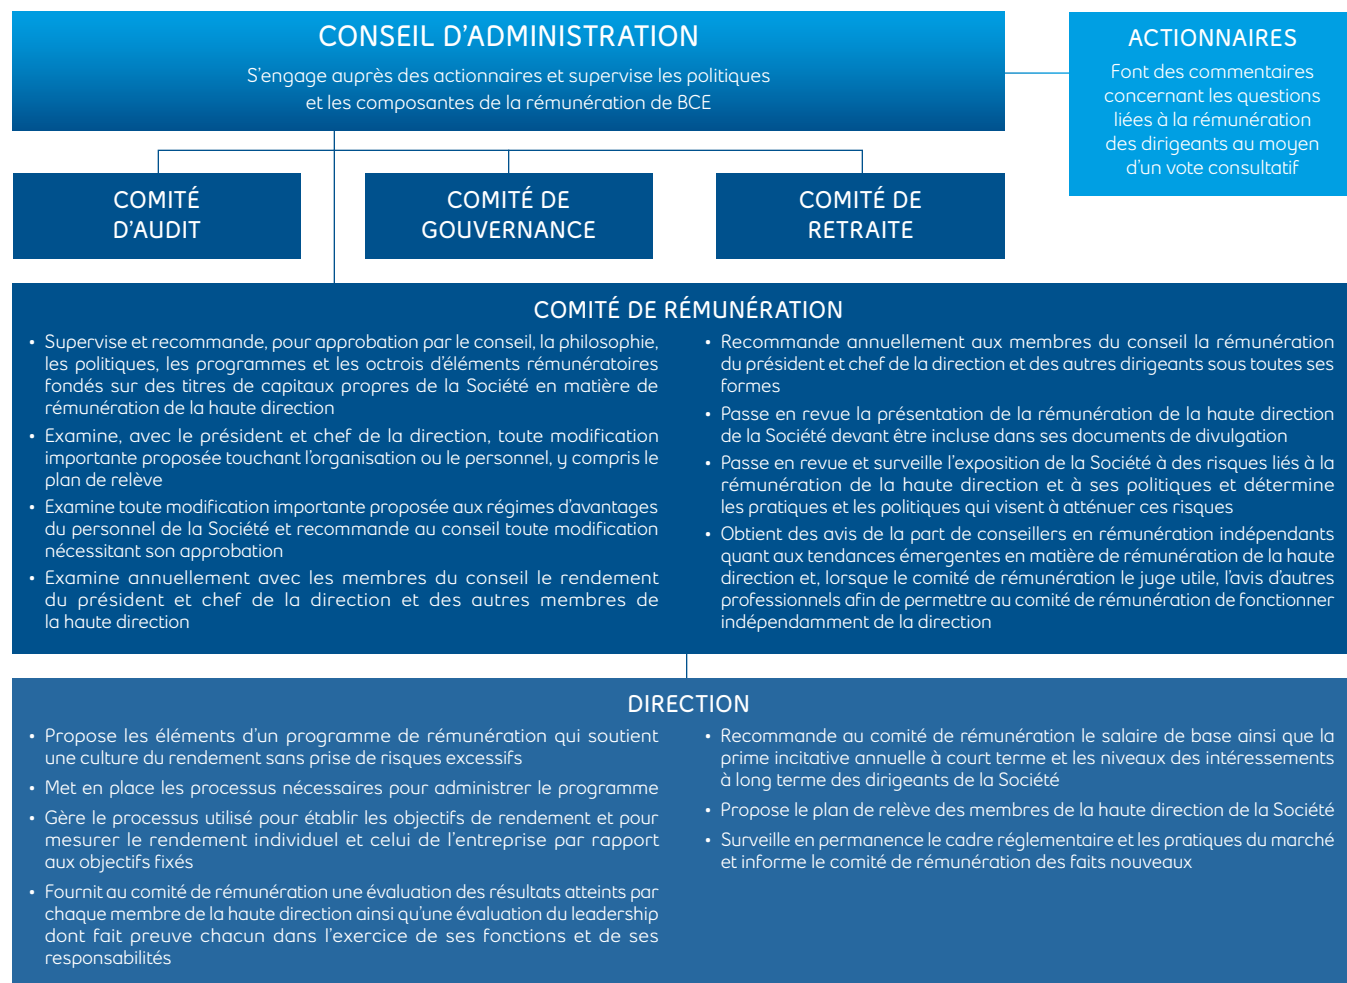 CONSEIL D'ADMINISTRATION
S'engage auprès des actionnaires et supervise les politiques
et les composantes de la rémunération de BCE
ACTIONNAIRES
Font des commentaires
concernant les questions
liées à la rémunération
des dirigeants au moyen
d'un vote consultatif
COMITÉ
D'AUDIT
COMITÉ DE
GOUVERNANCE
COMITÉ DE
RETRAITE
COMITÉ DE RÉMUNÉRATION
• Supervise et recommande, pour approbation par le conseil, la philosophie,
les politiques, les programmes et les octrois d'éléments rémunératoires
fondés sur des titres de capitaux propres de la Société en matière de
rémunération de la haute direction
• Examine, avec le président et chef de la direction, toute modification
importante proposée touchant l'organisation ou le personnel, y compris le
plan de relève
• Examine toute modification importante proposée aux régimes d'avantages
du personnel de la Société et recommande au conseil toute modification
nécessitant son approbation
• Examine annuellement avec les membres du conseil le rendement
du président et chef de la direction et des autres membres de
la haute direction
• Recommande annuellement aux membres du conseil la rémunération
du président et chef de la direction et des autres dirigeants sous toutes ses
formes
• Passe en revue la présentation de la rémunération de la haute direction
de la Société devant être incluse dans ses documents de divulgation
• Passe en revue et surveille l'exposition de la Société à des risques liés à la
rémunération de la haute direction et à ses politiques et détermine
les pratiques et les politiques qui visent à atténuer ces risques
• Obtient des avis de la part de conseillers en rémunération indépendants
quant aux tendances émergentes en matière de rémunération de la haute
direction et, lorsque le comité de rémunération le juge utile, l'avis d'autres
professionnels afin de permettre au comité de rémunération de fonctionner
indépendamment de la direction
DIRECTION
• Propose les éléments d'un programme de rémunération qui soutient
une culture du rendement sans prise de risques excessifs
• Met en place les processus nécessaires pour administrer le programme
• Gère le processus utilisé pour établir les objectifs de rendement et pour
mesurer le rendement individuel et celui de l'entreprise par rapport
aux objectifs fixés
• Fournit au comité de rémunération une évaluation des résultats atteints par
chaque membre de la haute direction ainsi qu'une évaluation du leadership
dont fait preuve chacun dans l'exercice de ses fonctions et de ses
responsabilités
• Recommande au comité de rémunération le salaire de base ainsi que la
prime incitative annuelle à court terme et les niveaux des intéressements
à long terme des dirigeants de la Société
• Propose le plan de relève des membres de la haute direction de la Société
• Surveille en permanence le cadre réglementaire et les pratiques du marché
et informe le comité de rémunération des faits nouveaux